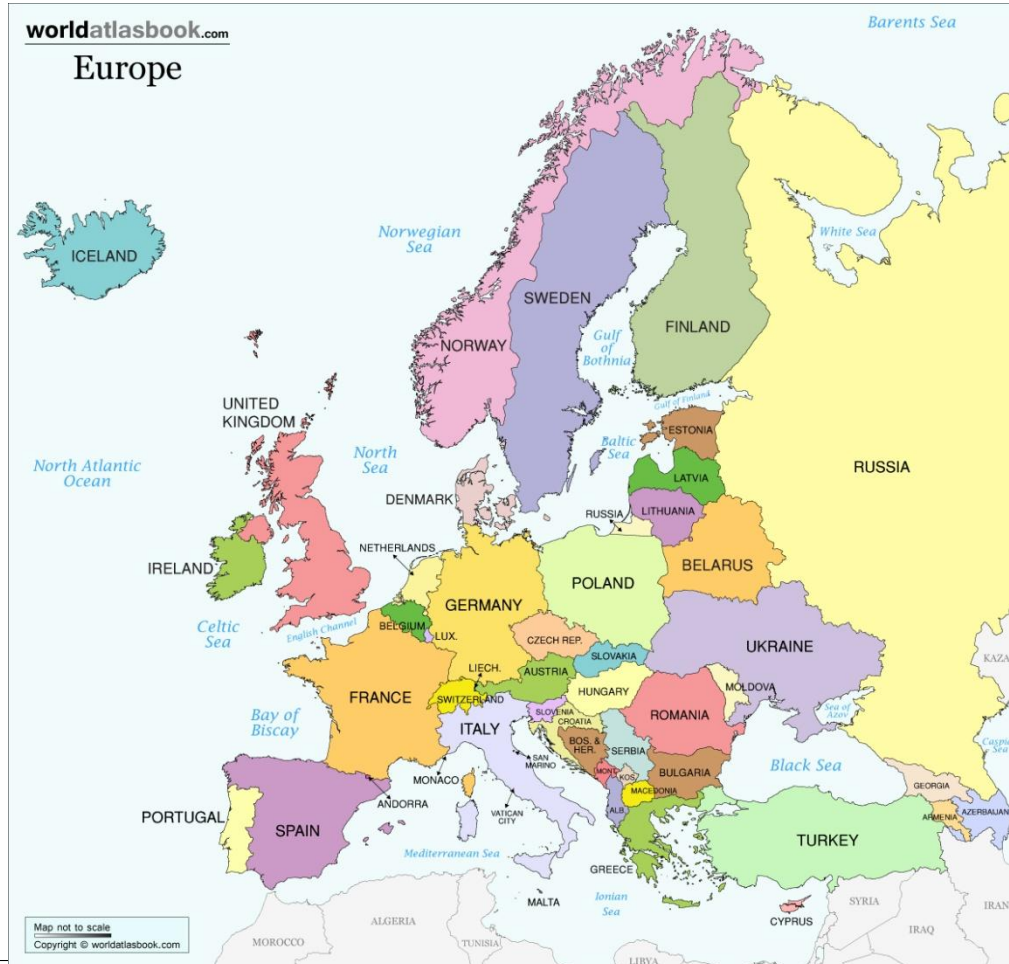 worldatlasbook.com
Europe
Barents Sea
Norwegian
Sea
White Sea
ICELAND
SWEDEN
FINLAND
NORWAY
Gulf
of
Bothnia
UNITED
KINGDOM
Gulf of Finland
ESTONIA
Baltic
Sea
North
Sea
North Atlantic
Ocean
RUSSIA
LATVIA
DENMARK
LITHUANIA
RUSSIA
NETHERLANDS
IRELAND
BELARUS
POLAND
GERMANY
Celtic
Sea
English Channel
BELGIUM
LUX.
CZECH REP.
UKRAINE
SLOVAKIA
LIECH.
AUSTRIA
KAZA
FRANCE
SWITZERLAND
HUNGARY
MOLDOVA
Bay of
Biscay
SLOVENIA
CROATIA
ROMANIA
Sea of
Azov
ITALY
BOS. &
HER.
SERBIA
Caspia
Sea
SAN
MARINO
MONACO
MONT.
KOS.
BULGARIA
Black Sea
ANDORRA
MACEDONIA
GEORGIA
PORTUGAL
SPAIN
VATICAN
CITY
ALB.
ARMENIA
AZERBAIJAN
TURKEY
Mediterranean Sea
GREECE
MALTA
Ionian
Sea
CYPRUS
SYRIA
IRAN
IRAQ
ALGERIA
MOROCCO
TUNISIA
LIBYA
Map not to scale
Copyright © worldatlasbook.com